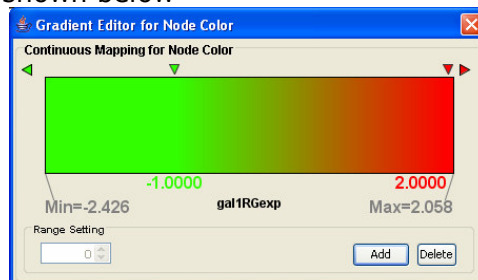 shown below
Gradient Editor for Node Color
Continuous Mapping for Node Color
-1.0000 2.0000
Min=-2.426 gal1RGexp Max=2.058
Range Setting
0 Add Delete